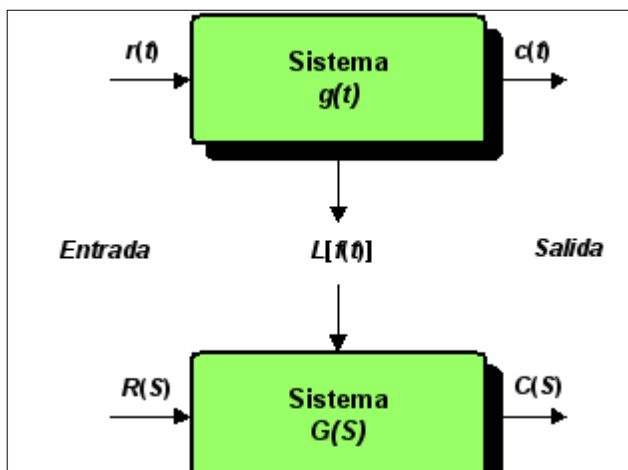 r(t)
Sistema
g(t)
c(t)
Entrada
L[f(t)]
Salida
R(S)
Sistema
G(S)
C(S)